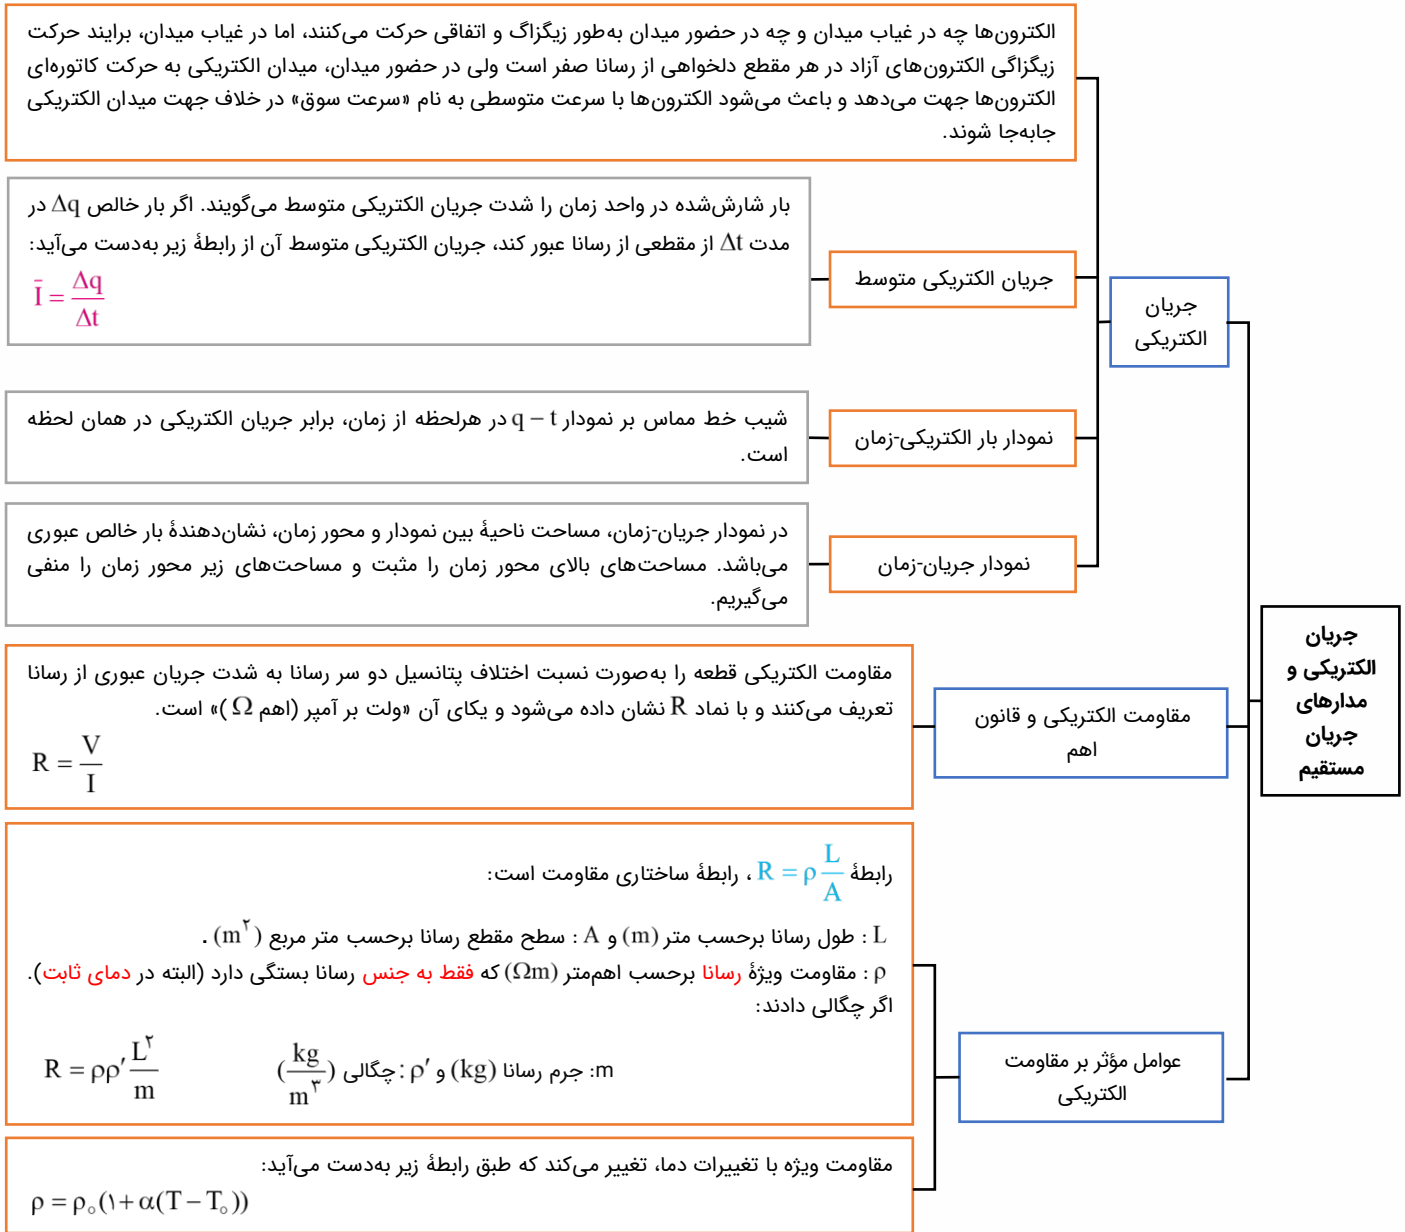 جریان
الکتریکی و
مدارهای
جریان
مستقیم
جریان
الکتریکی
الکترون‌ها چه در غیاب میدان و چه در حضور میدان به‌طور زیگزاگ و اتفاقی حرکت می‌کنند، اما در غیاب میدان، برایند حرکت
زیگزاگی الکترون‌های آزاد در هر مقطع دلخواهی از رسانا صفر است ولی در حضور میدان، میدان الکتریکی به حرکت کاتوره‌ای
الکترون‌ها جهت می‌دهد و باعث می‌شود الکترون‌ها با سرعت متوسطی به نام «سرعت سوق» در خلاف جهت میدان الکتریکی
جابه‌جا شوند.
جریان الکتریکی متوسط
بار شارش‌شده در واحد زمان را شدت جریان الکتریکی متوسط می‌گویند. اگر بار خالص Δq در
مدت Δt از مقطعی از رسانا عبور کند، جریان الکتریکی متوسط آن از رابطهٔ زیر به‌دست می‌آید:
Ī = Δq/Δt
نمودار بار الکتریکی-زمان
شیب خط مماس بر نمودار q – t در هرلحظه از زمان، برابر جریان الکتریکی در همان لحظه
است.
نمودار جریان-زمان
در نمودار جریان-زمان، مساحت ناحیهٔ بین نمودار و محور زمان، نشان‌دهندهٔ بار خالص عبوری
می‌باشد. مساحت‌های بالای محور زمان را مثبت و مساحت‌های زیر محور زمان را منفی
می‌گیریم.
مقاومت الکتریکی و قانون
اهم
مقاومت الکتریکی قطعه را به‌صورت نسبت اختلاف پتانسیل دو سر رسانا به شدت جریان عبوری از رسانا
تعریف می‌کنند و با نماد R نشان داده می‌شود و یکای آن «ولت بر آمپر (اهم Ω)» است.
R = V/I
عوامل مؤثر بر مقاومت
الکتریکی
رابطهٔ R = ρ L/A ، رابطهٔ ساختاری مقاومت است:
L : طول رسانا برحسب متر (m) و A : سطح مقطع رسانا برحسب متر مربع (m^۲) .
ρ : مقاومت ویژهٔ رسانا برحسب اهم‌متر (Ωm) که فقط به جنس رسانا بستگی دارد (البته در دمای ثابت).
اگر چگالی دادند:
m: جرم رسانا (kg) و ρ′ : چگالی (kg/m^۳) R = ρρ′ L^۲/m
مقاومت ویژه با تغییرات دما، تغییر می‌کند که طبق رابطهٔ زیر به‌دست می‌آید:
ρ = ρ₀(۱+ α(T – T₀))